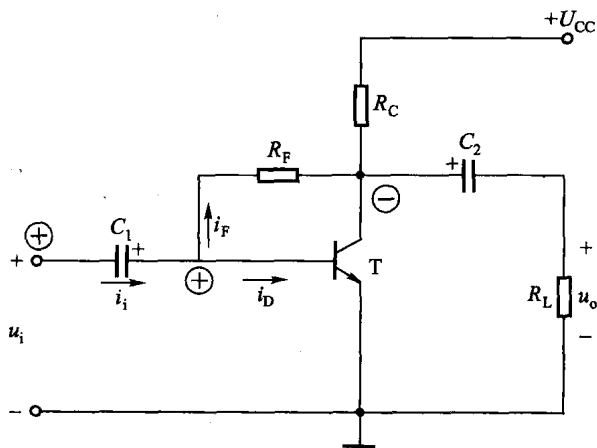 +U_CC
R_C
R_F
C_2
+
⊖
i_F
C_1
+
⊕
+
i_i
⊕
i_D
T
R_L
+
u_o
−
u_i
−